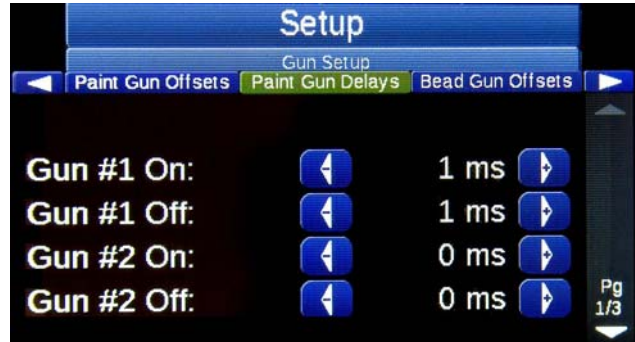 Setup
Gun Setup
Paint Gun Offsets Paint Gun Delays Bead Gun Offsets
Gun #1 On: - 1 ms +
Gun #1 Off: - 1 ms +
Gun #2 On: - 0 ms +
Gun #2 Off: - 0 ms +
Pg
1/3